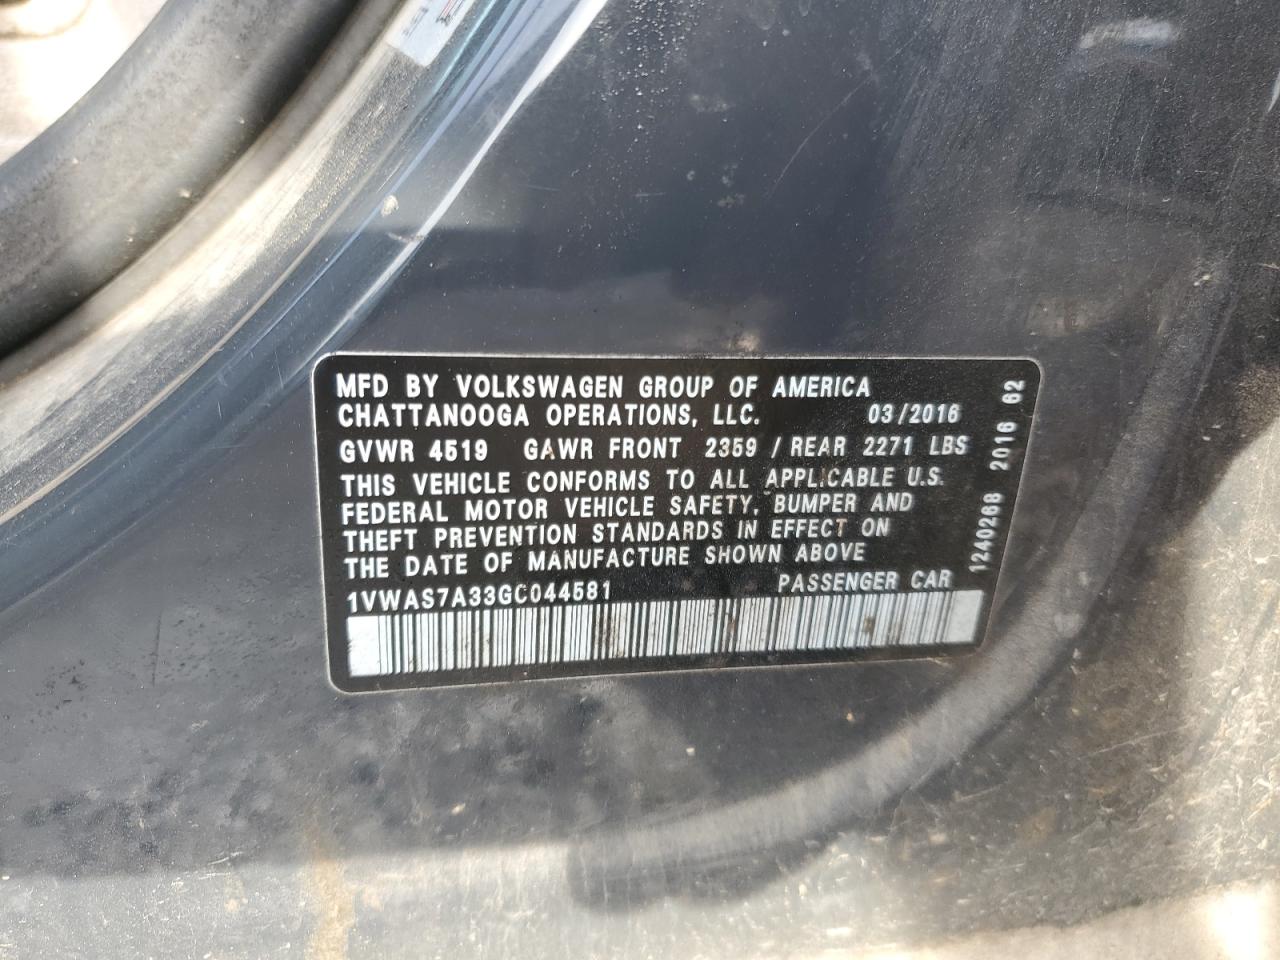 MFD BY VOLKSWAGEN GROUP OF AMERICA
CHATTANOOGA OPERATIONS, LLC. 03/2016
GVWR 4519 GAWR FRONT 2359 / REAR 2271 LBS
THIS VEHICLE CONFORMS TO ALL APPLICABLE U.S.
FEDERAL MOTOR VEHICLE SAFETY, BUMPER AND
THEFT PREVENTION STANDARDS IN EFFECT ON
THE DATE OF MANUFACTURE SHOWN ABOVE
1VWAS7A33GC044581 PASSENGER CAR
1240268 2016 62